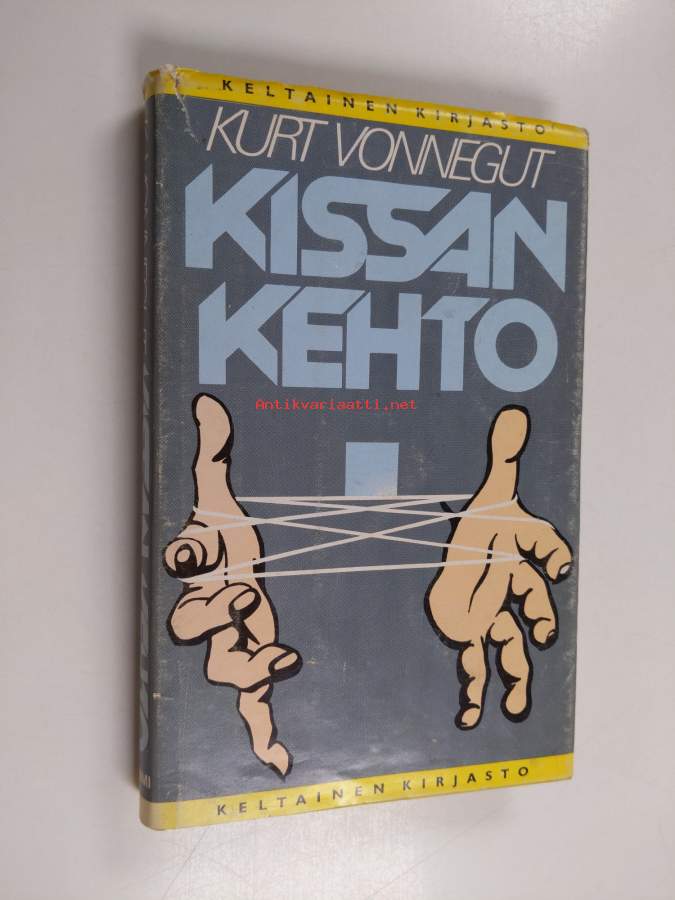 KELTAINEN KIRJASTO
KURT VONNEGUT
KISSAN
KEHTO
Antikvariaatti.net
KELTAINEN KIRJASTO